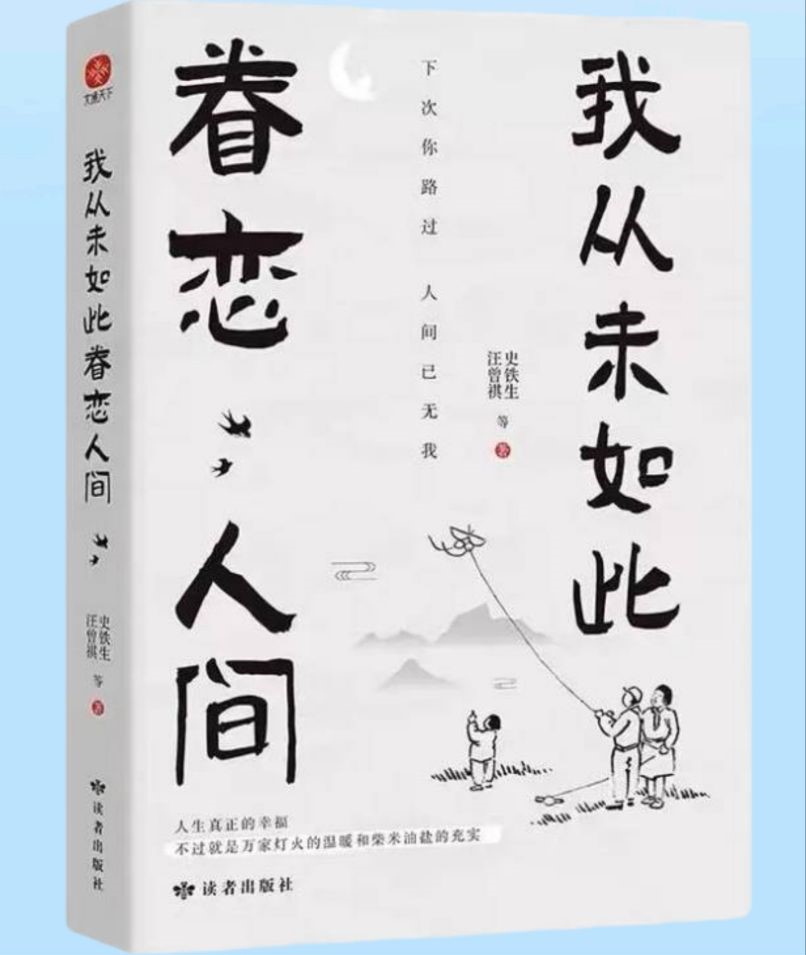 我从未如此
眷恋人间
史铁生
汪曾祺
等
著
下次你路过 人间已无我
人生真正的幸福
不过就是万家灯火的温暖和柴米油盐的充实
读者出版社
文通天下
我从未如此眷恋人间
史铁生
汪曾祺
等
著
读者出版社